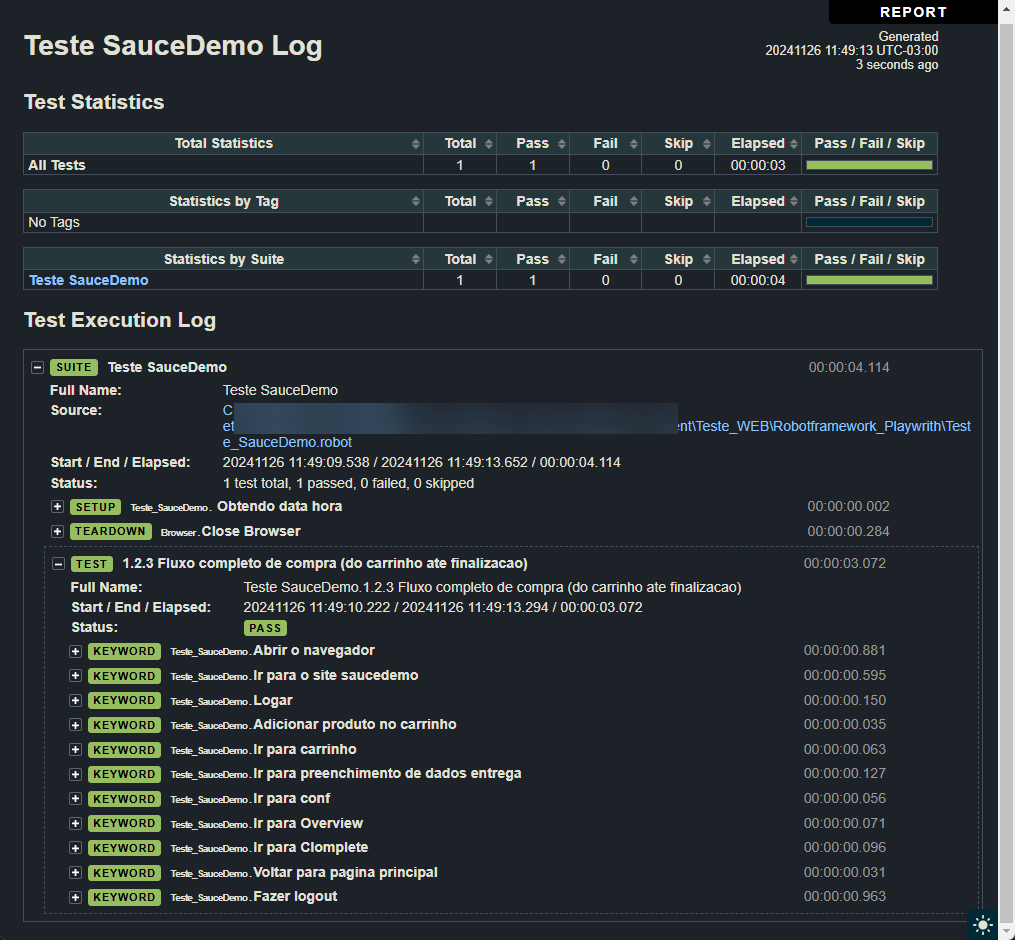 REPORT
Teste SauceDemo Log
Generated
20241126 11:49:13 UTC-03:00
3 seconds ago
Test Statistics
Total Statistics Total Pass Fail Skip Elapsed Pass / Fail / Skip
All Tests 1 1 0 0 00:00:03
Statistics by Tag Total Pass Fail Skip Elapsed Pass / Fail / Skip
No Tags
Statistics by Suite Total Pass Fail Skip Elapsed Pass / Fail / Skip
Teste SauceDemo 1 1 0 0 00:00:04
Test Execution Log
SUITE Teste SauceDemo 00:00:04.114
Full Name: Teste SauceDemo
Source: C
et nt\Teste_WEB\Robotframework_Playwrith\Test
e_SauceDemo.robot
Start / End / Elapsed: 20241126 11:49:09.538 / 20241126 11:49:13.652 / 00:00:04.114
Status: 1 test total, 1 passed, 0 failed, 0 skipped
SETUP Teste_SauceDemo. Obtendo data hora 00:00:00.002
TEARDOWN Browser. Close Browser 00:00:00.284
TEST 1.2.3 Fluxo completo de compra (do carrinho ate finalizacao) 00:00:03.072
Full Name: Teste SauceDemo.1.2.3 Fluxo completo de compra (do carrinho ate finalizacao)
Start / End / Elapsed: 20241126 11:49:10.222 / 20241126 11:49:13.294 / 00:00:03.072
Status: PASS
KEYWORD Teste_SauceDemo. Abrir o navegador 00:00:00.881
KEYWORD Teste_SauceDemo. Ir para o site saucedemo 00:00:00.595
KEYWORD Teste_SauceDemo. Logar 00:00:00.150
KEYWORD Teste_SauceDemo. Adicionar produto no carrinho 00:00:00.035
KEYWORD Teste_SauceDemo. Ir para carrinho 00:00:00.063
KEYWORD Teste_SauceDemo. Ir para preenchimento de dados entrega 00:00:00.127
KEYWORD Teste_SauceDemo. Ir para conf 00:00:00.056
KEYWORD Teste_SauceDemo. Ir para Overview 00:00:00.071
KEYWORD Teste_SauceDemo. Ir para Clomplete 00:00:00.096
KEYWORD Teste_SauceDemo. Voltar para pagina principal 00:00:00.031
KEYWORD Teste_SauceDemo. Fazer logout 00:00:00.963